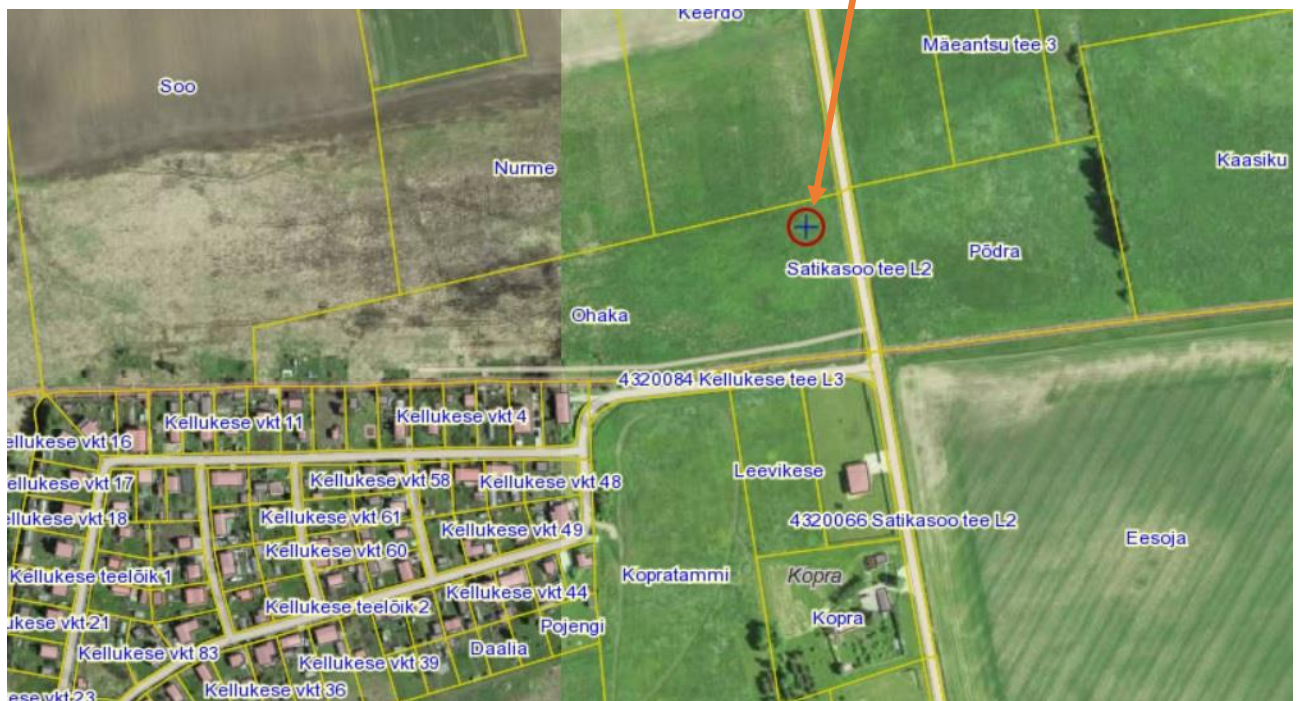 Keerdo
Mäeantsu tee 3
Soo
Kaasiku
Nurme
Põdra
Satikasoo tee L2
Ohaka
4320084 Kellukese tee L3
Kellukese vkt 4
Kellukese vkt 11
ellukese vkt 16
Leevikese
Kellukese vkt 58
Kellukese vkt 48
ellukese vkt 17
Kellukese vkt 61
ellukese vkt 18
4320066 Satikasoo tee L2
Kellukese vkt 49
Eesoja
Kellukese vkt 60
Kellukese teelõik 1
Kopratammi
Kopra
Kellukese vkt 44
Kellukese teelõik 2
Kopra
ukese vkt 21
Pojengi
Daalia
Kellukese vkt 83
Kellukese vkt 39
Kellukese vkt 36
ese vkt 23